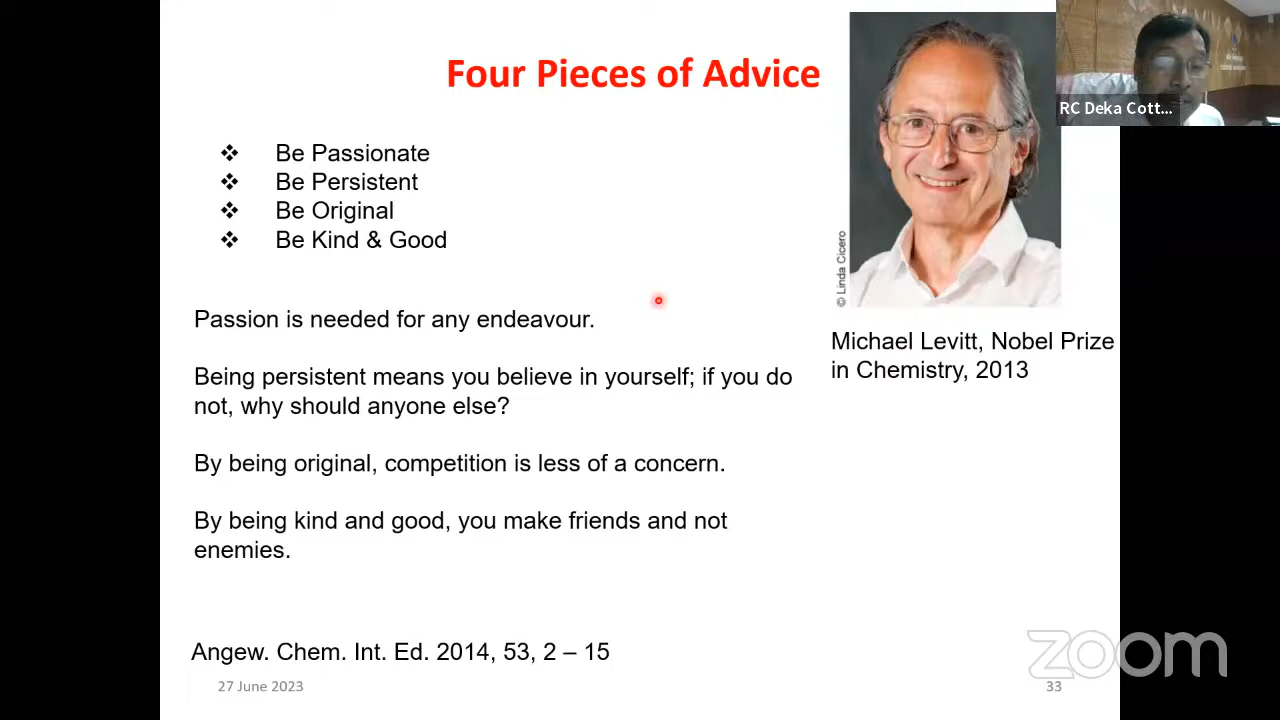 Four Pieces of Advice
RC Deka Cott...
❖ Be Passionate
❖ Be Persistent
❖ Be Original
❖ Be Kind & Good
© Linda Cicero
Passion is needed for any endeavour.
Michael Levitt, Nobel Prize
in Chemistry, 2013
Being persistent means you believe in yourself; if you do
not, why should anyone else?
By being original, competition is less of a concern.
By being kind and good, you make friends and not
enemies.
Angew. Chem. Int. Ed. 2014, 53, 2 – 15
zoom
27 June 2023
33